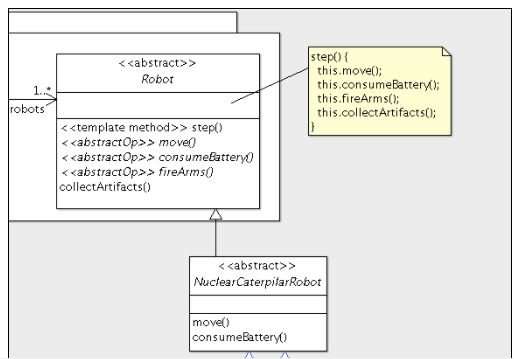 <<abstract>>
Robot
1..*
robots
<<template method>> step()
<<abstractOp>> move()
<<abstractOp>> consumeBattery()
<<abstractOp>> fireArms()
collectArtifacts()
step() {
this.move();
this.consumeBattery();
this.fireArms();
this.collectArtifacts();
}
<<abstract>>
NuclearCaterpilarRobot
move()
consumeBattery()